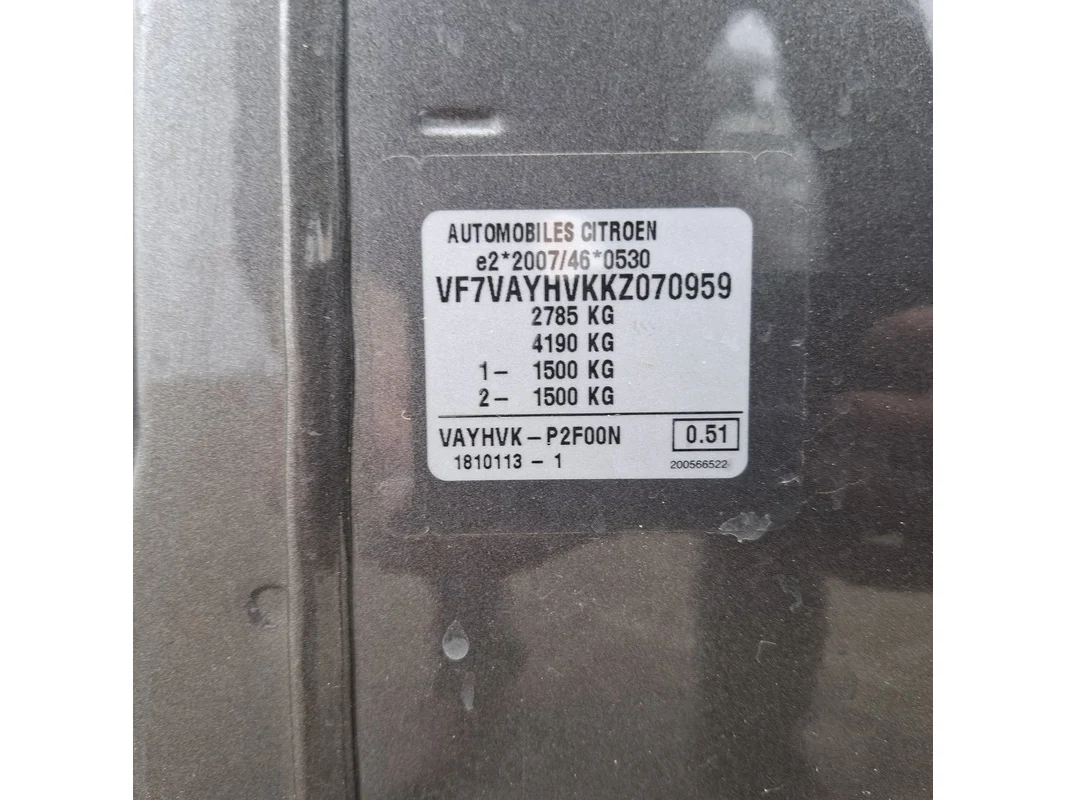 AUTOMOBILES CITROEN
e2*2007/46*0530
VF7VAYHVKKZ070959
2785 KG
4190 KG
1- 1500 KG
2- 1500 KG
VAYHVK-P2F00N 0.51
1810113 - 1 200566522